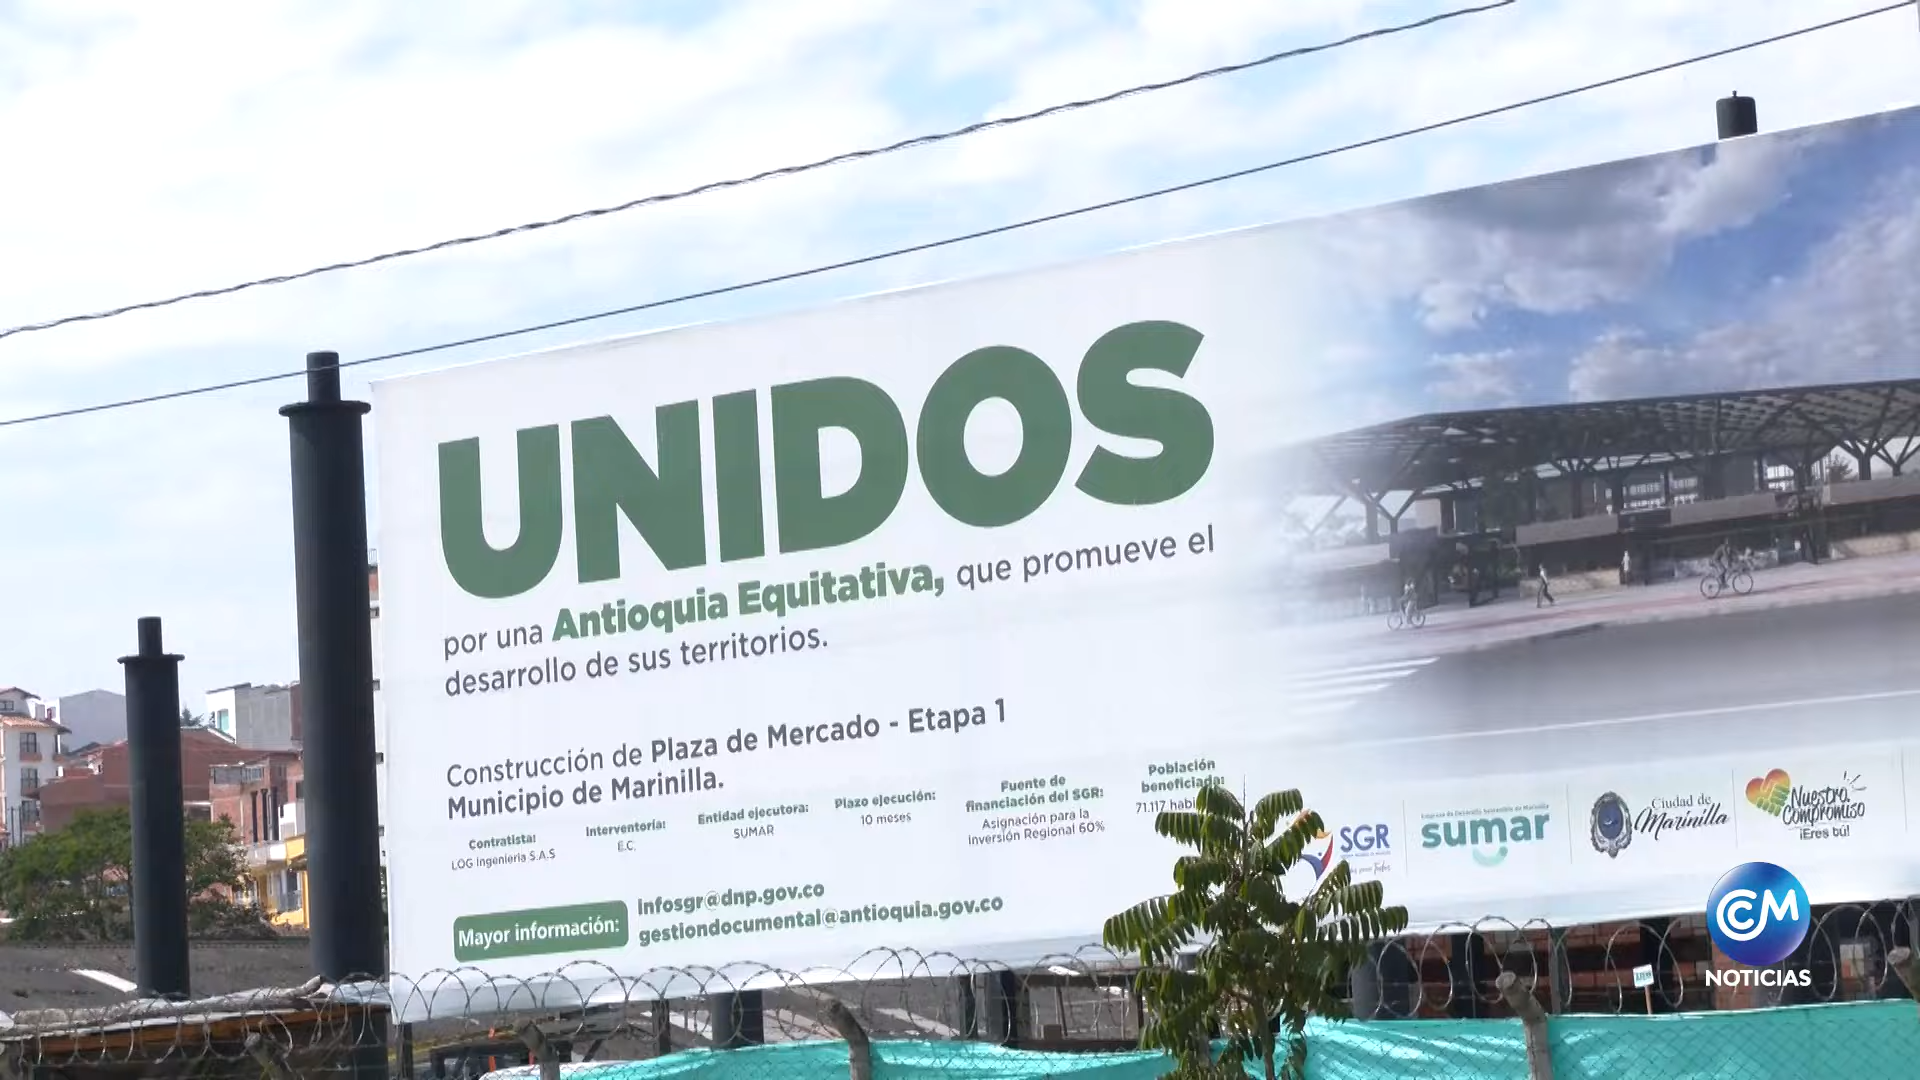 UNIDOS
por una Antioquia Equitativa, que promueve el
desarrollo de sus territorios.
Construcción de Plaza de Mercado - Etapa 1
Municipio de Marinilla.
Contratista:
LOG Ingeniería S.A.S
Interventoría:
E.C.
Entidad ejecutora:
SUMAR
Plazo ejecución:
10 meses
Fuente de
financiación del SGR:
Asignación para la
Inversión Regional 60%
Población
beneficiada:
71.117
Mayor información:
infosgr@dnp.gov.co
gestiondocumental@antioquia.gov.co
SGR
sumar
Ciudad de
Marinilla
Nuestro
Compromiso
¡Eres tú!
CM
NOTICIAS